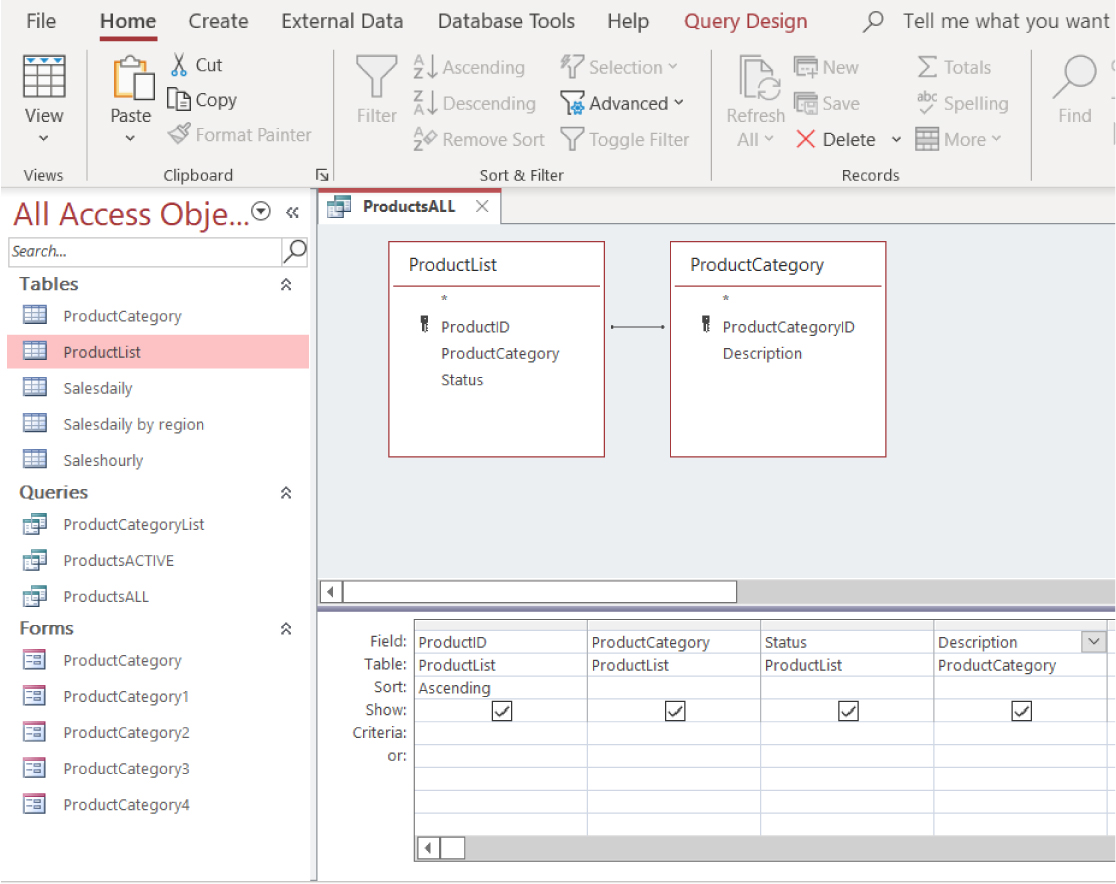 File Home Create External Data Database Tools Help Query Design Tell me what you want
View
Paste
Cut
Copy
Format Painter
Filter
Ascending
Descending
Remove Sort
Selection
Advanced
Toggle Filter
Refresh
All
New
Save
Delete
Totals
Spelling
More
Find
Views Clipboard Sort & Filter Records
All Access Obje...
Search...
Tables
ProductCategory
ProductList
Salesdaily
Salesdaily by region
Saleshourly
Queries
ProductCategoryList
ProductsACTIVE
ProductsALL
Forms
ProductCategory
ProductCategory1
ProductCategory2
ProductCategory3
ProductCategory4
ProductsALL
ProductList
*
ProductID
ProductCategory
Status
ProductCategory
*
ProductCategoryID
Description
Field: ProductID ProductCategory Status Description
Table: ProductList ProductList ProductList ProductCategory
Sort: Ascending
Show:
Criteria:
or: